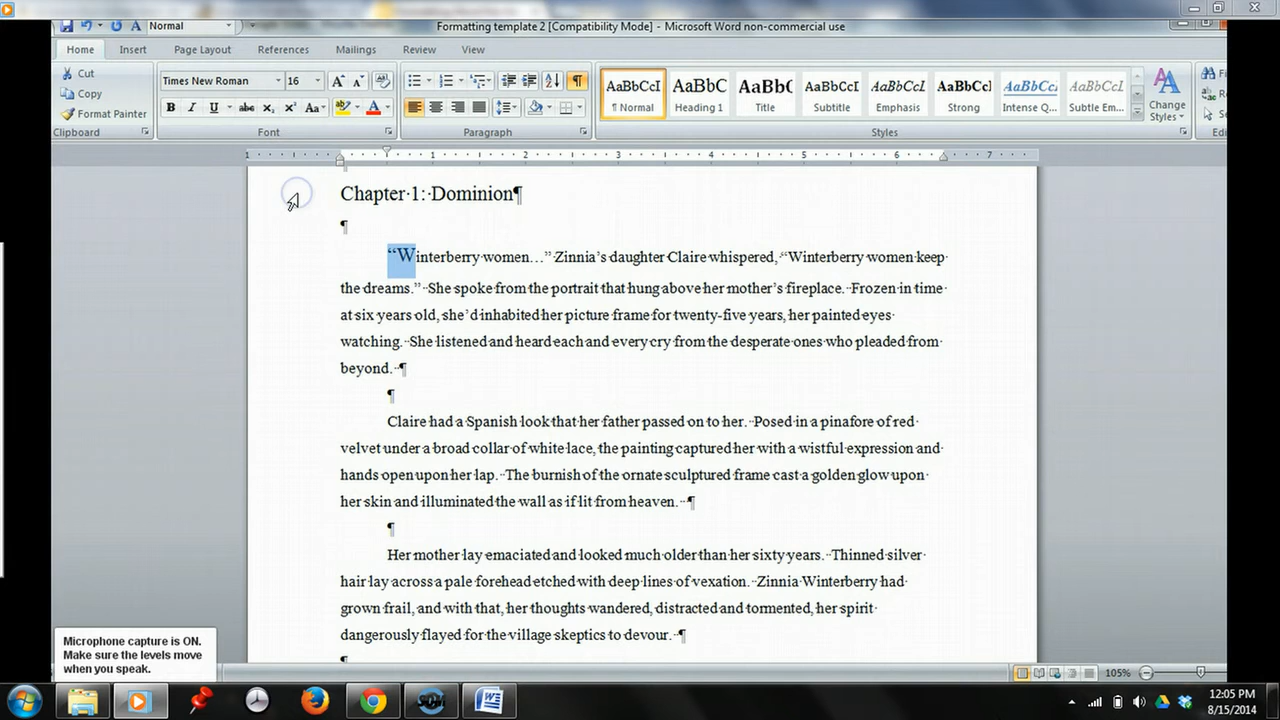 Normal
Formatting template 2 [Compatibility Mode] - Microsoft Word non-commercial use
Home Insert Page Layout References Mailings Review View
Cut
Copy
Format Painter
Clipboard
Times New Roman 16
Font
Paragraph
AaBbCcI AaBbC AaBb( AaBbCcI AaBbCcL AaBbCcl AaBbCcL AaBbCcL
¶ Normal Heading 1 Title Subtitle Emphasis Strong Intense Q... Subtle Em...
Change
Styles
Styles
1 1 2 3 4 5 6 7
Chapter 1: Dominion¶
¶
“Winterberry women…” Zinnia’s daughter Claire whispered, “Winterberry women keep
the dreams.” She spoke from the portrait that hung above her mother’s fireplace. Frozen in time
at six years old, she’d inhabited her picture frame for twenty-five years, her painted eyes
watching. She listened and heard each and every cry from the desperate ones who pleaded from
beyond. ¶
¶
Claire had a Spanish look that her father passed on to her. Posed in a pinafore of red
velvet under a broad collar of white lace, the painting captured her with a wistful expression and
hands open upon her lap. The burnish of the ornate sculptured frame cast a golden glow upon
her skin and illuminated the wall as if lit from heaven. ¶
¶
Her mother lay emaciated and looked much older than her sixty years. Thinned silver
hair lay across a pale forehead etched with deep lines of vexation. Zinnia Winterberry had
grown frail, and with that, her thoughts wandered, distracted and tormented, her spirit
dangerously flayed for the village skeptics to devour. ¶
¶
Microphone capture is ON.
Make sure the levels move
when you speak.
105%
12:05 PM
8/15/2014